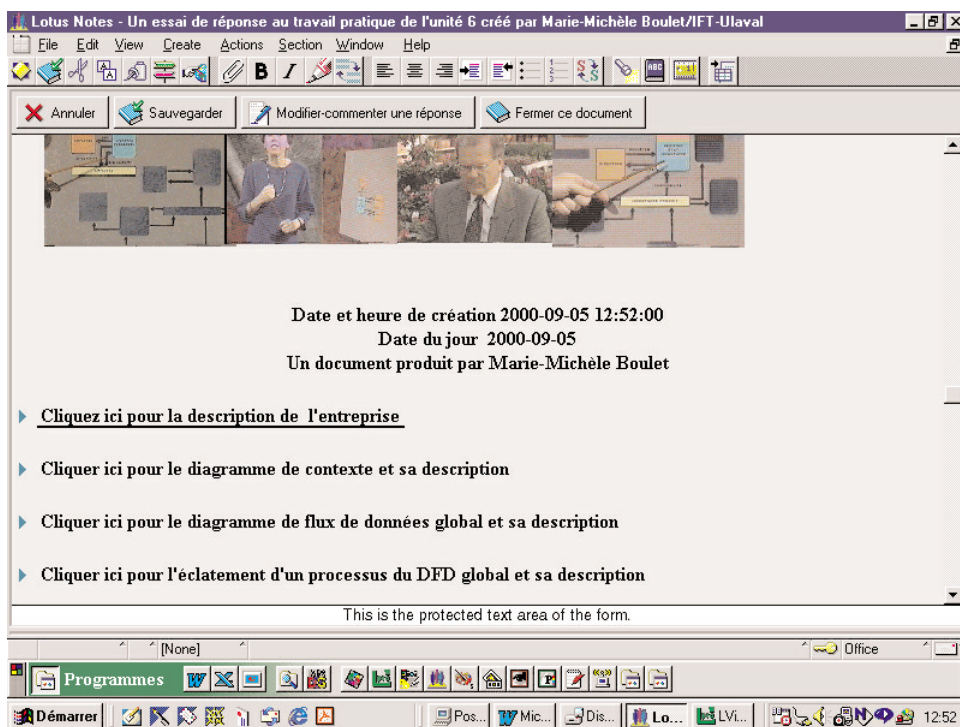 Lotus Notes - Un essai de réponse au travail pratique de l'unité 6 créé par Marie-Michèle Boulet/IFT-Ulaval
File Edit View Create Actions Section Window Help
Annuler Sauvegarder Modifier-commenter une réponse Fermer ce document
Date et heure de création 2000-09-05 12:52:00
Date du jour 2000-09-05
Un document produit par Marie-Michèle Boulet
Cliquez ici pour la description de l'entreprise
Cliquer ici pour le diagramme de contexte et sa description
Cliquer ici pour le diagramme de flux de données global et sa description
Cliquer ici pour l'éclatement d'un processus du DFD global et sa description
This is the protected text area of the form.
[None] Office
Programmes
Démarrer Pos... Mic... Dis... Lo... LVi... 12:52